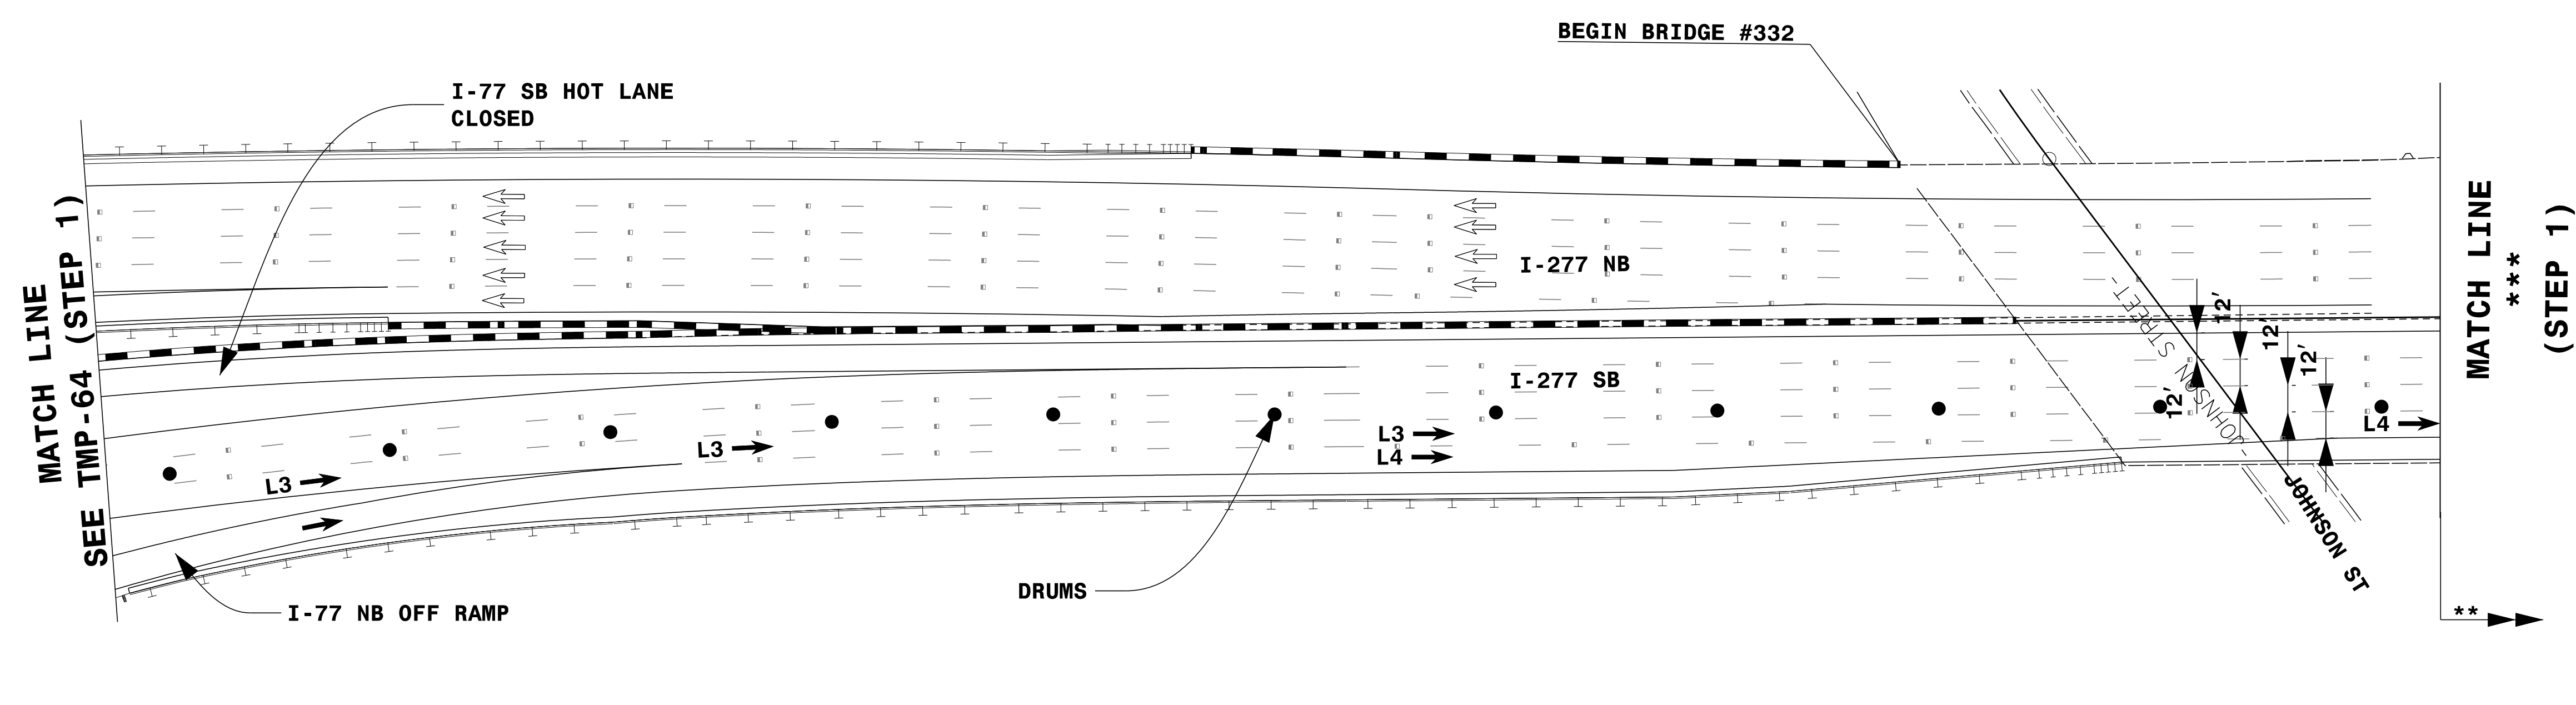 BEGIN BRIDGE #332
I-77 SB HOT LANE
CLOSED
MATCH LINE
SEE TMP-64 (STEP 1)
I-277 NB
I-277 SB
L3
L3
L3
L4
L4
12'
12'
12'
12'
JOHNSON STREET
JOHNSON ST
DRUMS
I-77 NB OFF RAMP
MATCH LINE
***
(STEP 1)
**